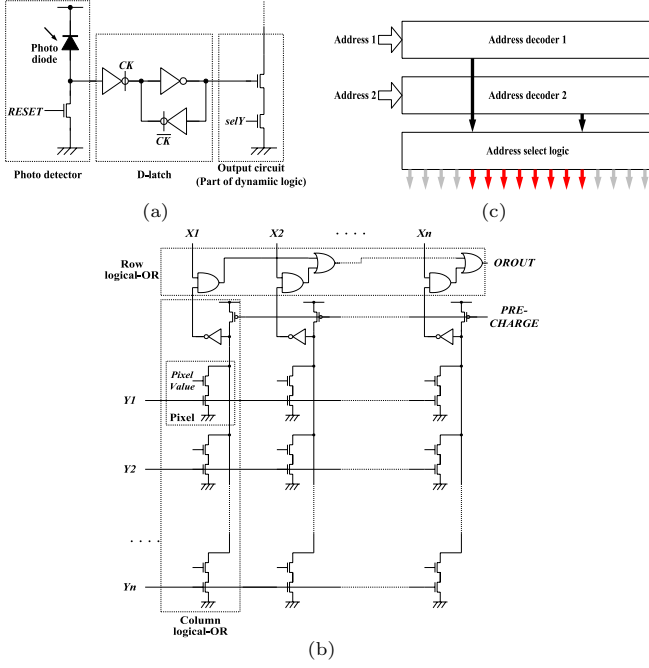 Photo
diode
CK
RESET
selY
CK
Photo detector
D-latch
Output circuit
(Part of dynamiic logic)
(a)
Address 1
Address decoder 1
Address 2
Address decoder 2
Address select logic
(c)
X1
X2
. . . .
Xn
Row
logical-OR
OROUT
PRE-
CHARGE
Pixel
Value
Y1
Pixel
Y2
. . . .
Yn
Column
logical-OR
(b)